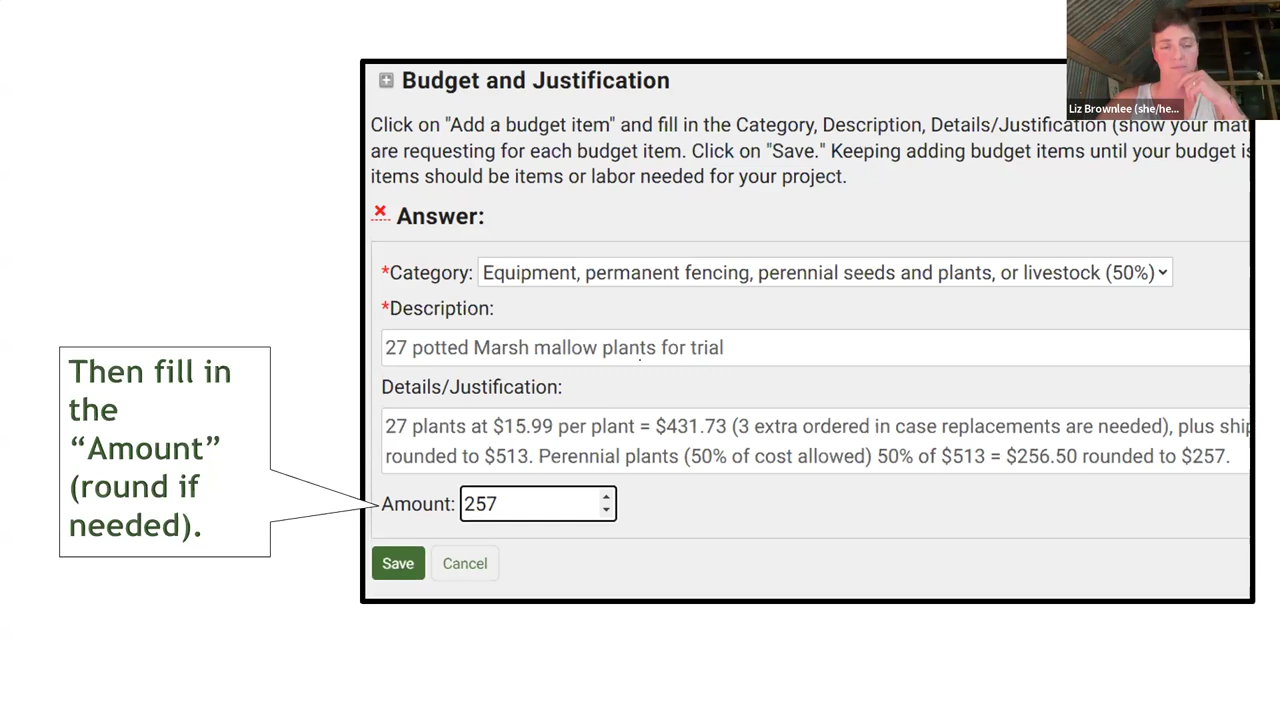 Budget and Justification
Click on "Add a budget item" and fill in the Category, Description, Details/Justification (show your
are requesting for each budget item. Click on "Save." Keeping adding budget items until your budget
items should be items or labor needed for your project.
Answer:
*Category: Equipment, permanent fencing, perennial seeds and plants, or livestock (50%)
*Description:
27 potted Marsh mallow plants for trial
Details/Justification:
27 plants at $15.99 per plant = $431.73 (3 extra ordered in case replacements are needed), plus
rounded to $513. Perennial plants (50% of cost allowed) 50% of $513 = $256.50 rounded to $257.
Amount: 257
Save Cancel
Then fill in
the
“Amount”
(round if
needed).
Liz Brownlee (she/he...